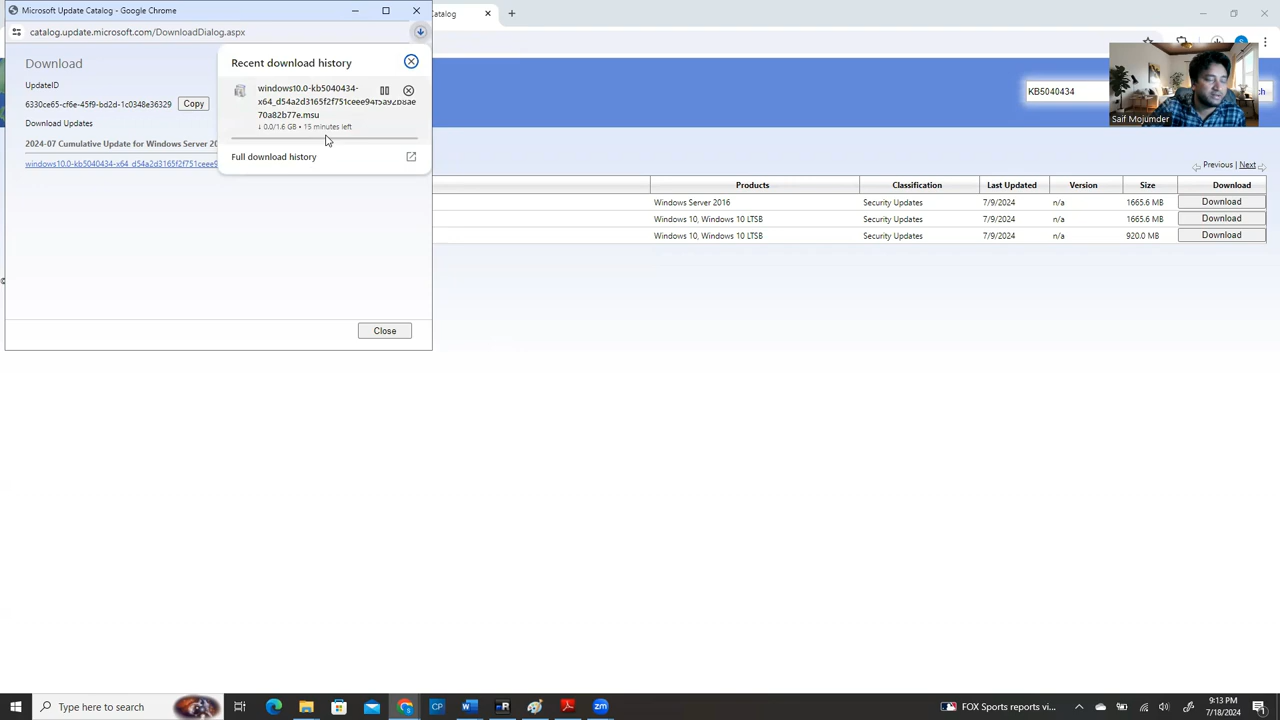 Microsoft Update Catalog - Google Chrome
catalog.update.microsoft.com/DownloadDialog.aspx
Catalog
Download
UpdateID
6330ce65-cf6e-45f9-bd2d-1c0348e36329
Copy
Download Updates
2024-07 Cumulative Update for Windows Server 20
windows10.0-kb5040434-x64_d54a2d3165f2f751ceee9
Recent download history
windows10.0-kb5040434-
x64_d54a2d3165f2f751ceee9415a92b8ae
70a82b77e.msu
↓ 0.0/1.6 GB • 15 minutes left
Full download history
Close
KB5040434
Saif Mojumder
Previous | Next
Products Classification Last Updated Version Size Download
Windows Server 2016 Security Updates 7/9/2024 n/a 1665.6 MB Download
Windows 10, Windows 10 LTSB Security Updates 7/9/2024 n/a 1665.6 MB Download
Windows 10, Windows 10 LTSB Security Updates 7/9/2024 n/a 920.0 MB Download
Type here to search
FOX Sports reports vi...
9:13 PM
7/18/2024